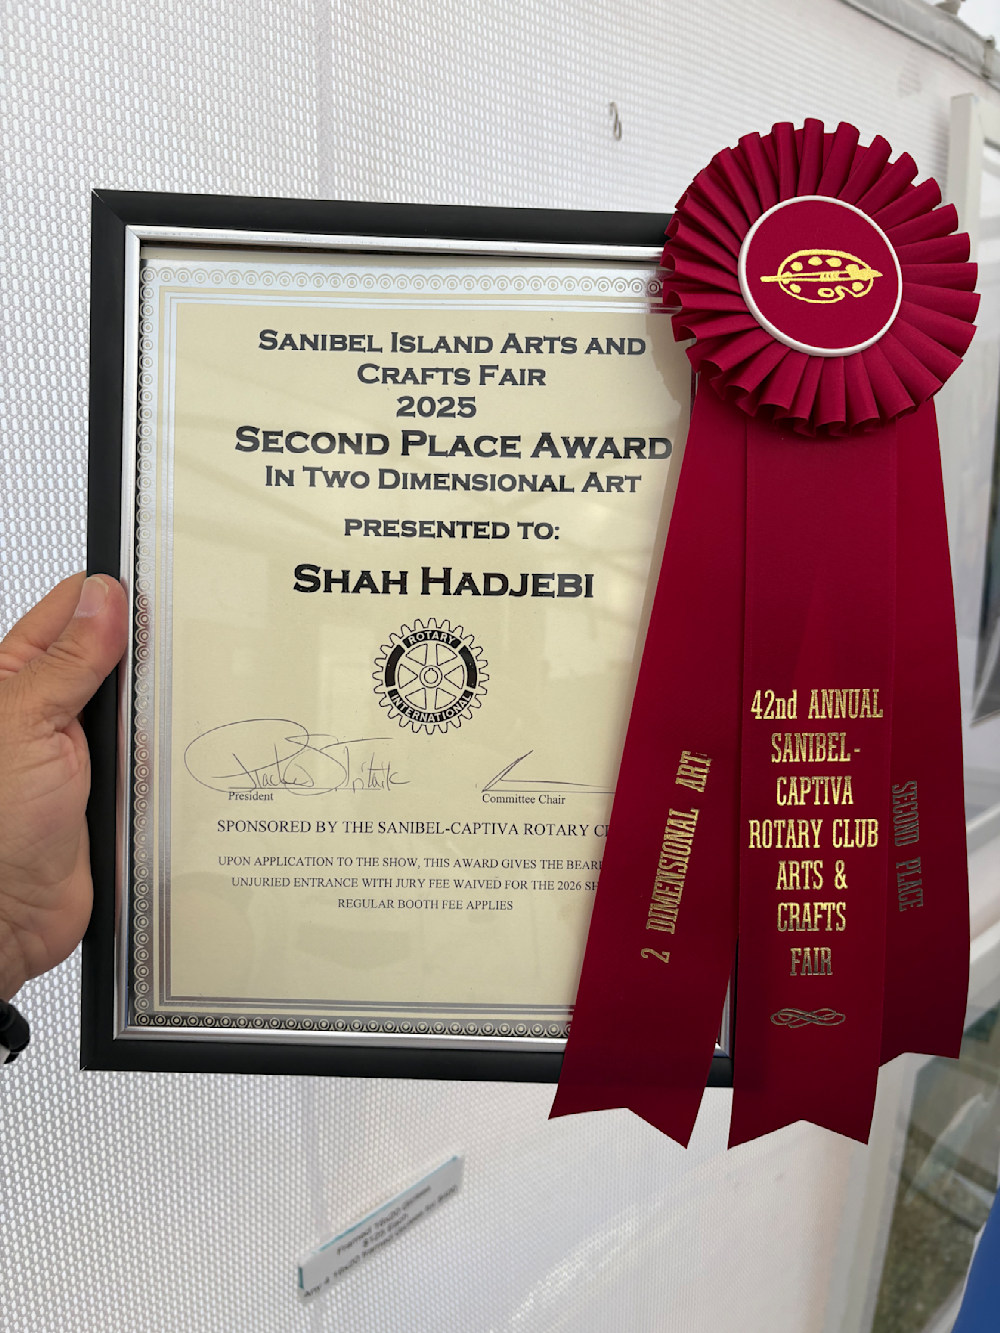 SANIBEL ISLAND ARTS AND
CRAFTS FAIR
2025
SECOND PLACE AWARD
IN TWO DIMENSIONAL ART
PRESENTED TO:
SHAH HADJEBI
ROTARY
INTERNATIONAL
President
Committee Chair
SPONSORED BY THE SANIBEL-CAPTIVA ROTARY
UPON APPLICATION TO THE SHOW, THIS AWARD GIVES THE
UNJURIED ENTRANCE WITH JURY FEE WAIVED FOR THE 2026
REGULAR BOOTH FEE APPLIES
2 DIMENSIONAL ART
42nd ANNUAL
SANIBEL-
CAPTIVA
ROTARY CLUB
ARTS &
CRAFTS
FAIR
SECOND PLACE